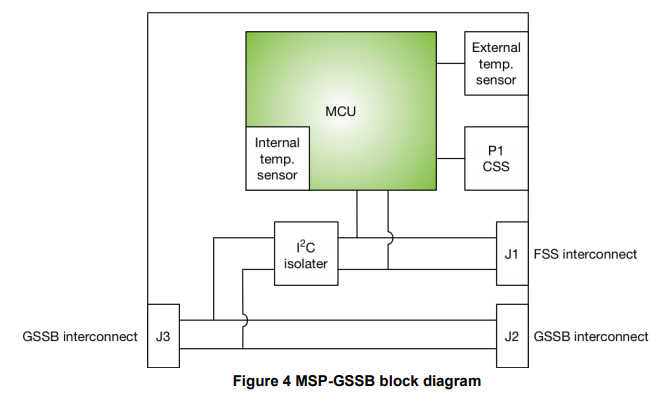 External
temp.
sensor
MCU
Internal
temp.
sensor
P1
CSS
I²C
isolater
J1
FSS interconnect
GSSB interconnect
J3
J2
GSSB interconnect
Figure 4 MSP-GSSB block diagram